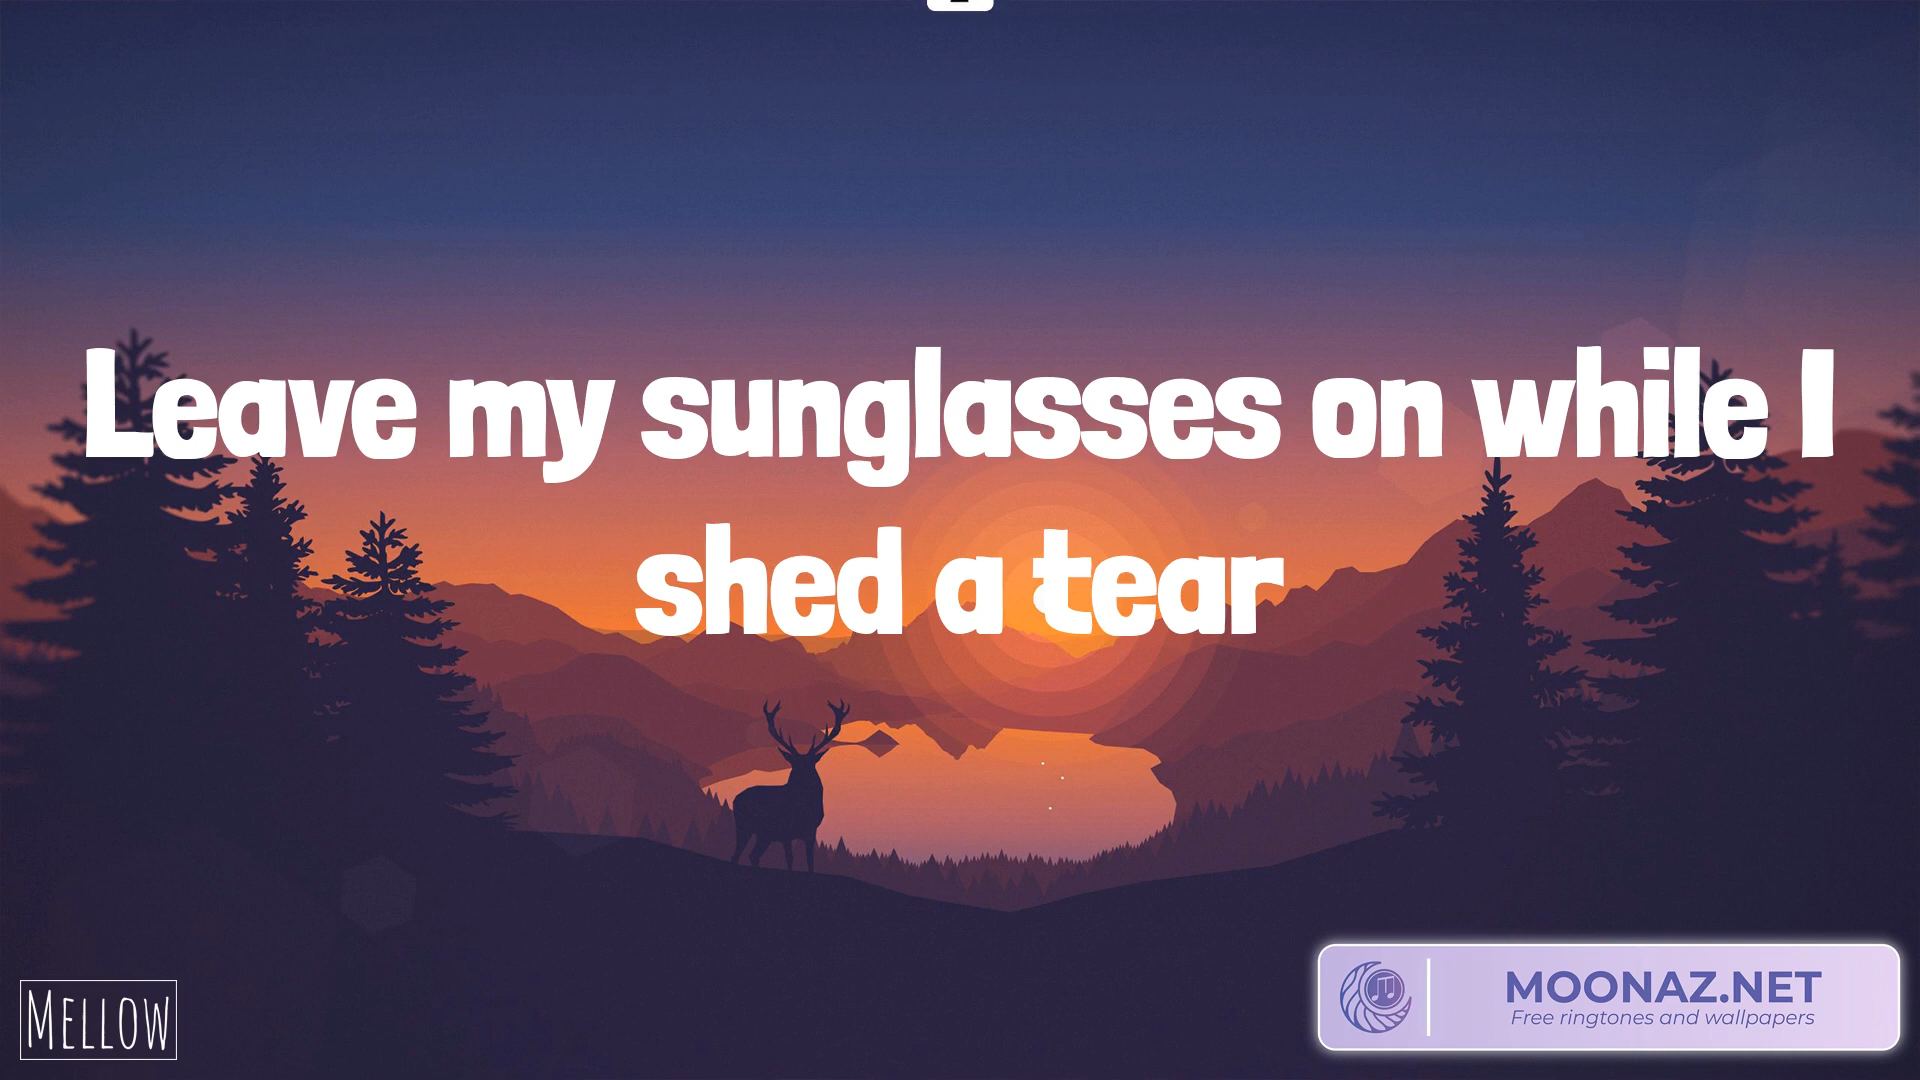 Leave my sunglasses on while I
shed a tear
MELLOW
MOONAZ.NET
Free ringtones and wallpapers